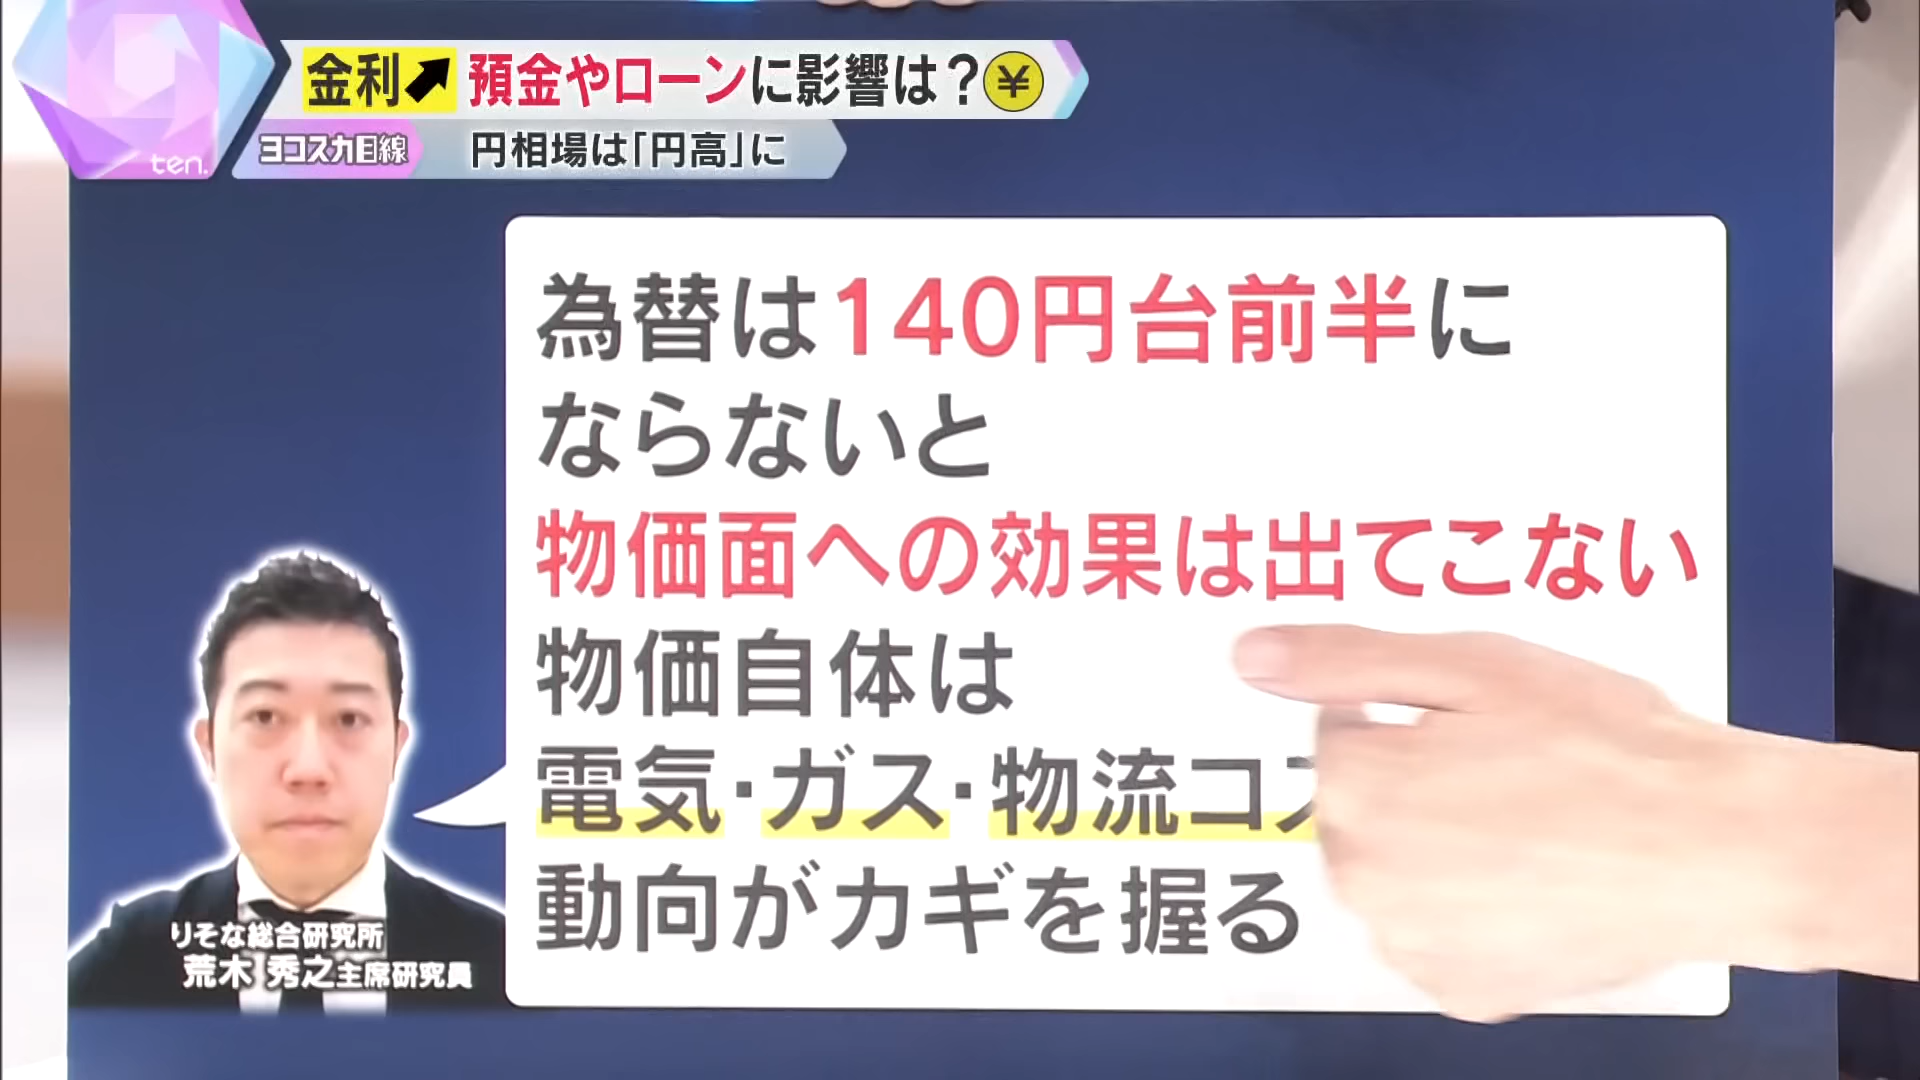 金利↗預金やローンに影響は？¥
ten.
ヨコスカ目線
円相場は「円高」に
為替は140円台前半に
ならないと
物価面への効果は出てこない
物価自体は
電気・ガス・物流コス
動向がカギを握る
りそな総合研究所
荒木 秀之主席研究員